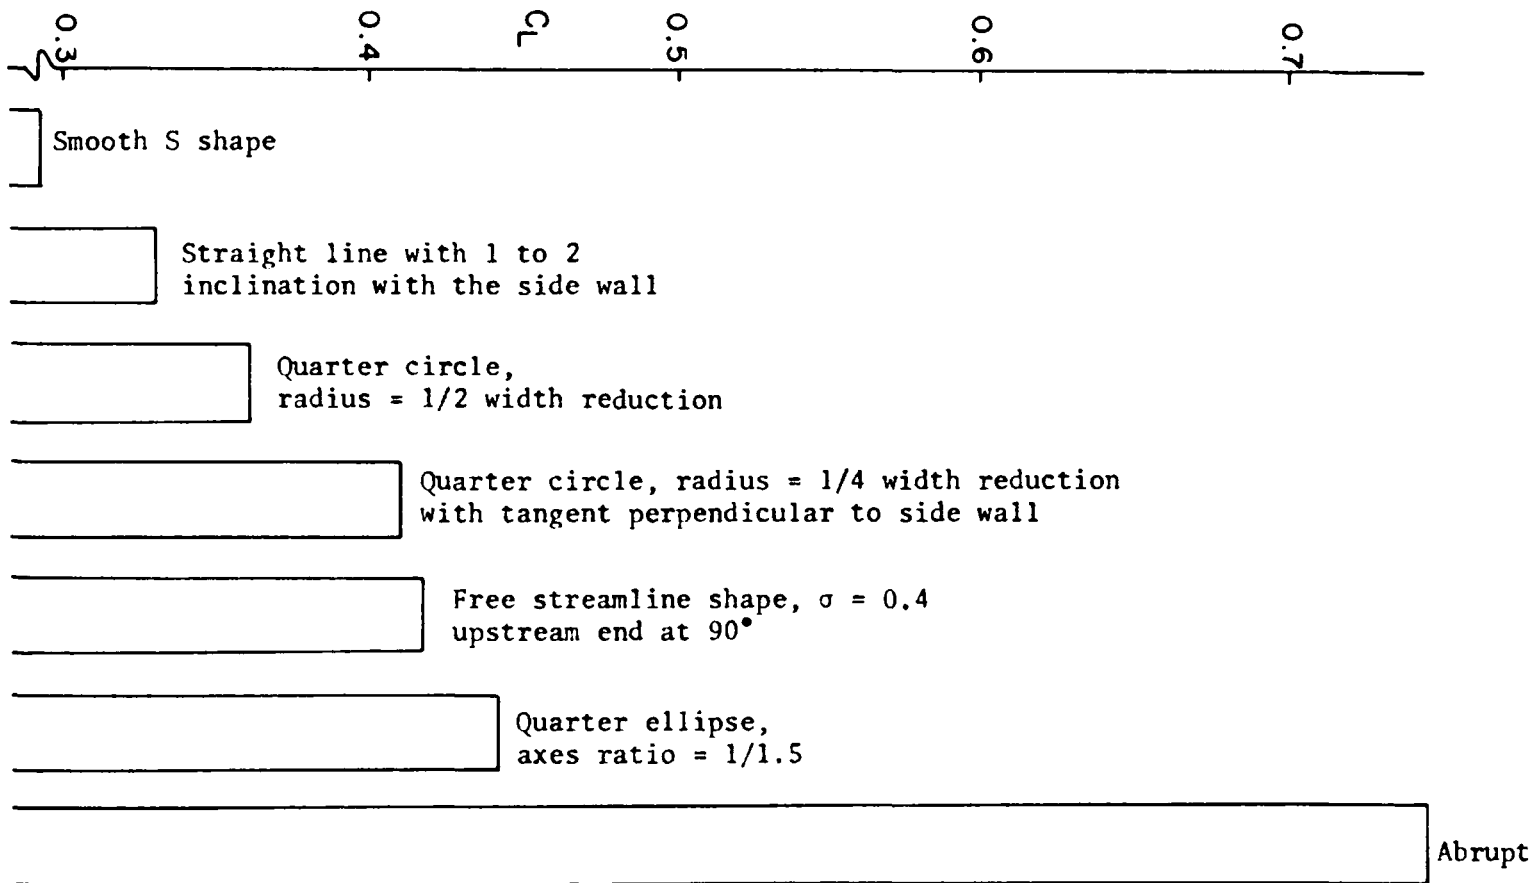 0.3
0.4
CL
0.5
0.6
0.7
Smooth S shape
Straight line with 1 to 2
inclination with the side wall
Quarter circle,
radius = 1/2 width reduction
Quarter circle, radius = 1/4 width reduction
with tangent perpendicular to side wall
Free streamline shape, σ = 0.4
upstream end at 90°
Quarter ellipse,
axes ratio = 1/1.5
Abrupt